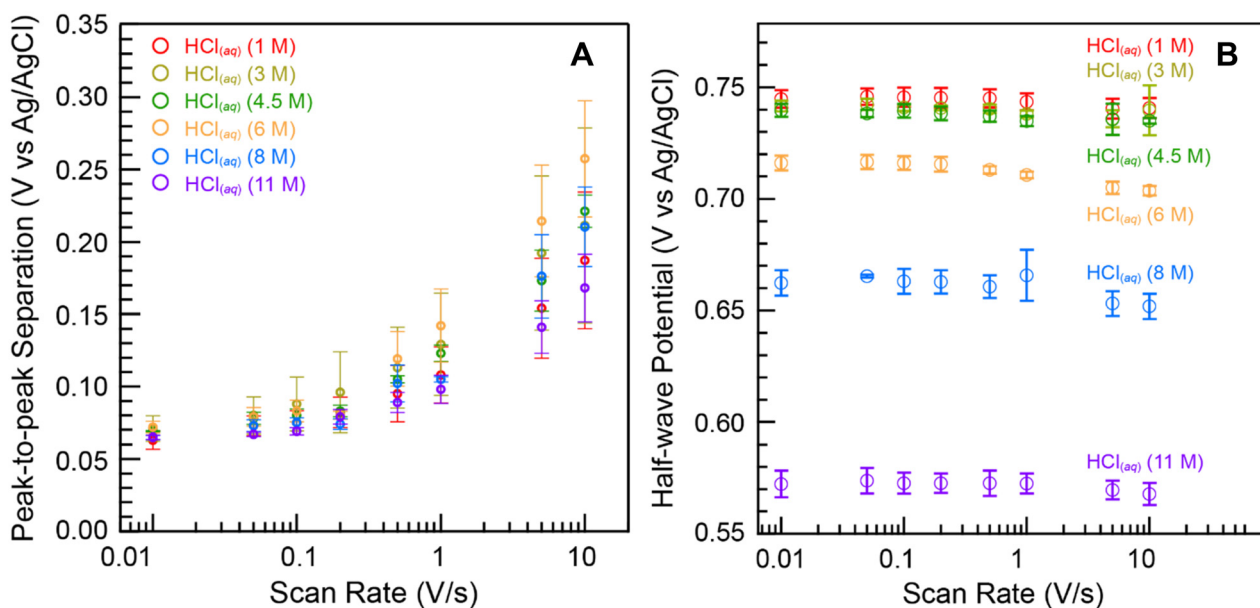 A
Peak-to-peak Separation (V vs Ag/AgCl)
0.35
0.30
0.25
0.20
0.15
0.10
0.05
0.00
HCl(aq) (1 M)
HCl(aq) (3 M)
HCl(aq) (4.5 M)
HCl(aq) (6 M)
HCl(aq) (8 M)
HCl(aq) (11 M)
0.01
0.1
1
10
Scan Rate (V/s)
B
Half-wave Potential (V vs Ag/AgCl)
0.75
0.70
0.65
0.60
0.55
HCl(aq) (1 M)
HCl(aq) (3 M)
HCl(aq) (4.5 M)
HCl(aq) (6 M)
HCl(aq) (8 M)
HCl(aq) (11 M)
0.01
0.1
1
10
Scan Rate (V/s)